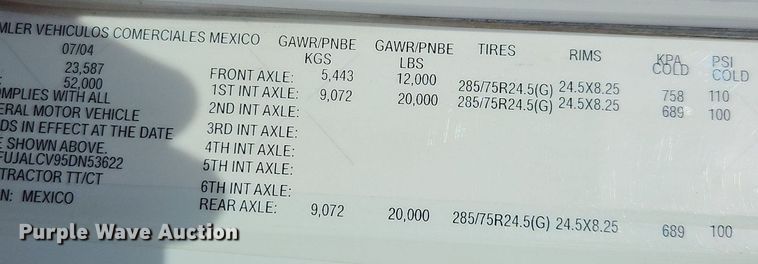 MLER VEHICULOS COMERCIALES MEXICO GAWR/PNBE GAWR/PNBE TIRES RIMS KPA PSI
07/04 KGS LBS COLD COLD
23,587 FRONT AXLE: 5,443 12,000 285/75R24.5(G) 24.5X8.25 758 110
52,000 1ST INT AXLE: 9,072 20,000 285/75R24.5(G) 24.5X8.25 689 100
OMPLIES WITH ALL 2ND INT AXLE:
ERAL MOTOR VEHICLE 3RD INT AXLE:
DS IN EFFECT AT THE DATE 4TH INT AXLE:
E SHOWN ABOVE. 5TH INT AXLE:
FUJALCV95DN53622 6TH INT AXLE:
TRACTOR TT/CT REAR AXLE: 9,072 20,000 285/75R24.5(G) 24.5X8.25 689 100
N: MEXICO
Purple Wave Auction